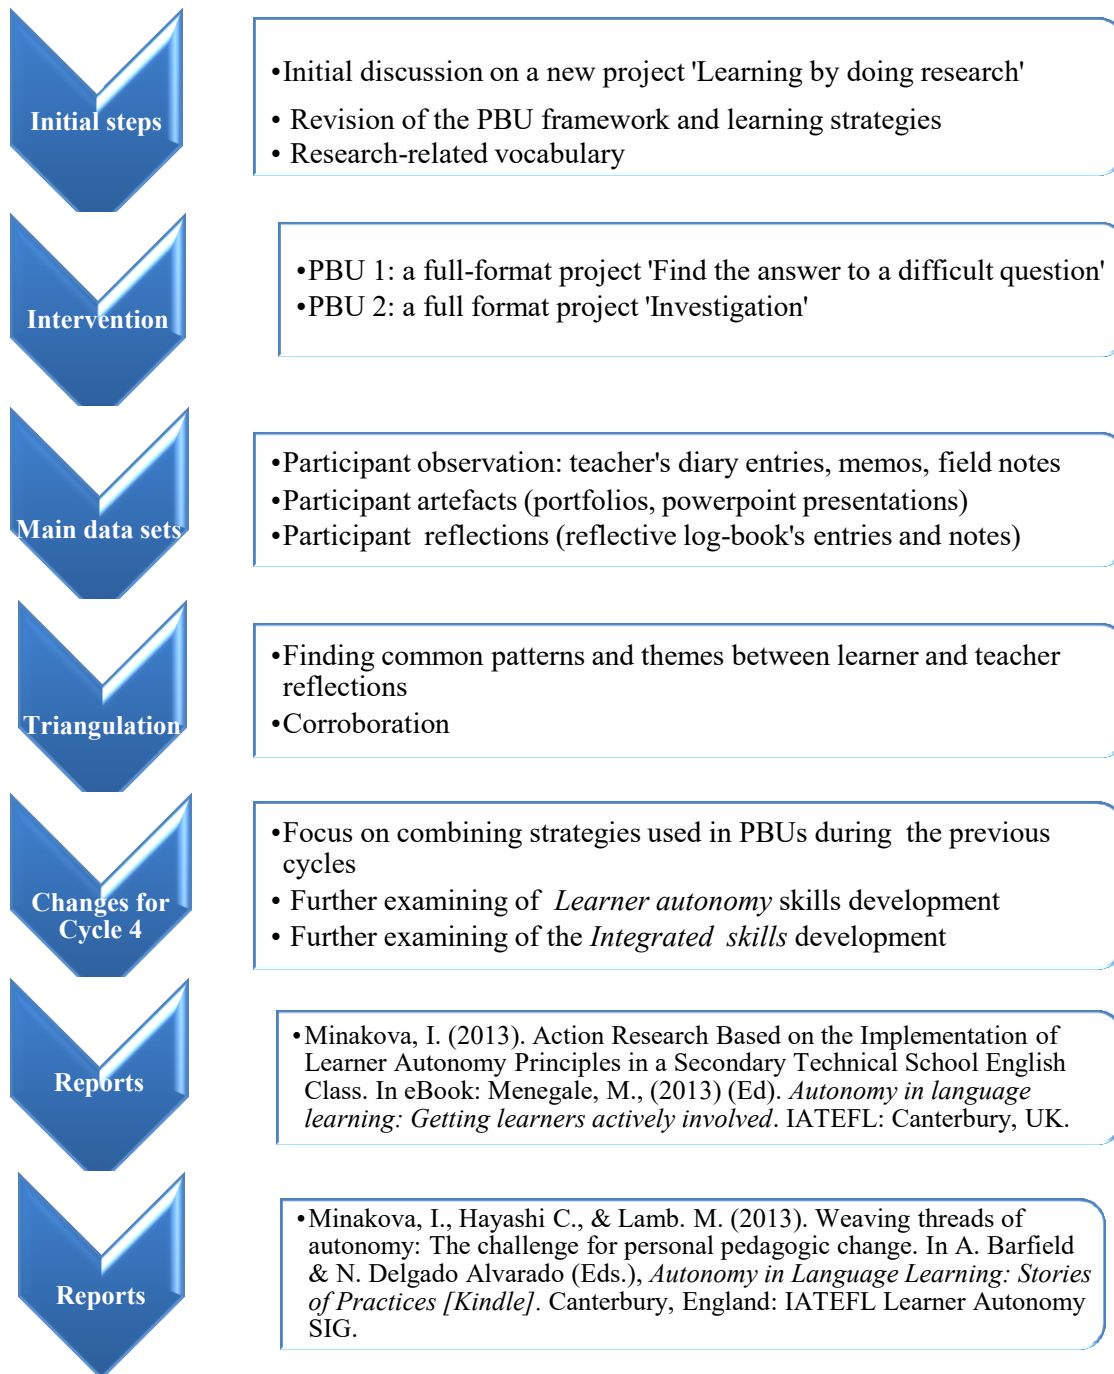 Initial steps
•Initial discussion on a new project 'Learning by doing research'
• Revision of the PBU framework and learning strategies
• Research-related vocabulary
Intervention
•PBU 1: a full-format project 'Find the answer to a difficult question'
•PBU 2: a full format project 'Investigation'
Main data sets
•Participant observation: teacher's diary entries, memos, field notes
•Participant artefacts (portfolios, powerpoint presentations)
•Participant reflections (reflective log-book's entries and notes)
Triangulation
•Finding common patterns and themes between learner and teacher
reflections
•Corroboration
Changes for
Cycle 4
•Focus on combining strategies used in PBUs during the previous
cycles
• Further examining of Learner autonomy skills development
• Further examining of the Integrated skills development
Reports
•Minakova, I. (2013). Action Research Based on the Implementation of
Learner Autonomy Principles in a Secondary Technical School English
Class. In eBook: Menegale, M., (2013) (Ed). Autonomy in language
learning: Getting learners actively involved. IATEFL: Canterbury, UK.
Reports
•Minakova, I., Hayashi C., & Lamb. M. (2013). Weaving threads of
autonomy: The challenge for personal pedagogic change. In A. Barfield
& N. Delgado Alvarado (Eds.), Autonomy in Language Learning: Stories
of Practices [Kindle]. Canterbury, England: IATEFL Learner Autonomy
SIG.